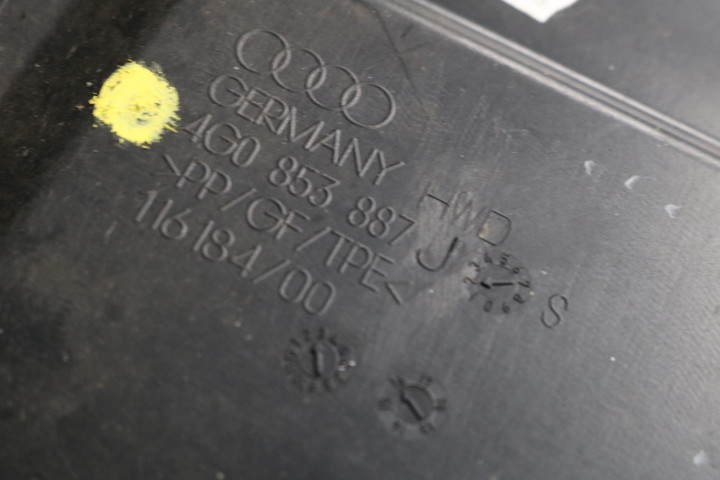 GERMANY
HWD
4G0 853 887 J
>PP/GF/TPE<
S
116184/00